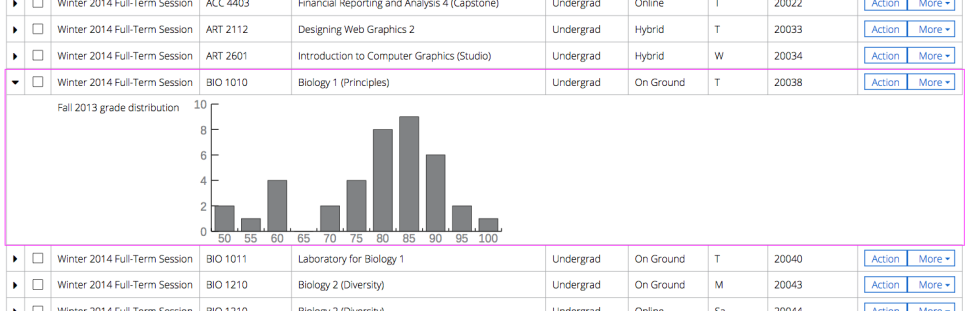 Winter 2014 Full-Term Session ACC 4403 Financial Reporting and Analysis 4 (Capstone) Undergrad Online T 20022 Action More
Winter 2014 Full-Term Session ART 2112 Designing Web Graphics 2 Undergrad Hybrid T 20033 Action More
Winter 2014 Full-Term Session ART 2601 Introduction to Computer Graphics (Studio) Undergrad Hybrid W 20034 Action More
Winter 2014 Full-Term Session BIO 1010 Biology 1 (Principles) Undergrad On Ground T 20038 Action More
Fall 2013 grade distribution 10
8
6
4
2
0
50 55 60 65 70 75 80 85 90 95 100
Winter 2014 Full-Term Session BIO 1011 Laboratory for Biology 1 Undergrad On Ground T 20040 Action More
Winter 2014 Full-Term Session BIO 1210 Biology 2 (Diversity) Undergrad On Ground M 20043 Action More
Winter 2014 Full-Term Session BIO 1210 Biology 2 (Diversity) Undergrad Online Sa 20044 Action More